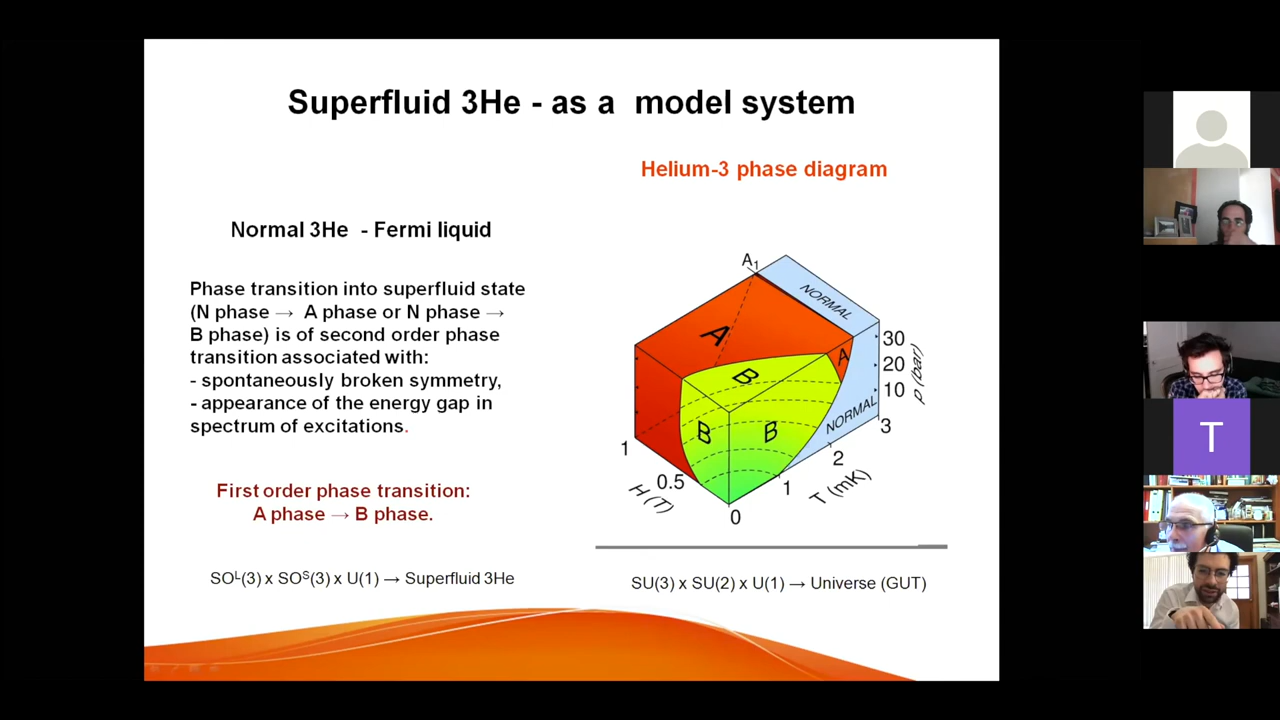 Superfluid 3He - as a model system
Helium-3 phase diagram
Normal 3He - Fermi liquid
Phase transition into superfluid state
(N phase → A phase or N phase →
B phase) is of second order phase
transition associated with:
- spontaneously broken symmetry,
- appearance of the energy gap in
spectrum of excitations.
First order phase transition:
A phase → B phase.
SOᴸ(3) x SOˢ(3) x U(1) → Superfluid 3He
A₁
NORMAL
A
A
B
B
B
NORMAL
30
20
10
3
p (bar)
2
1
T (mK)
0
0.5
1
H (T)
SU(3) x SU(2) x U(1) → Universe (GUT)
T